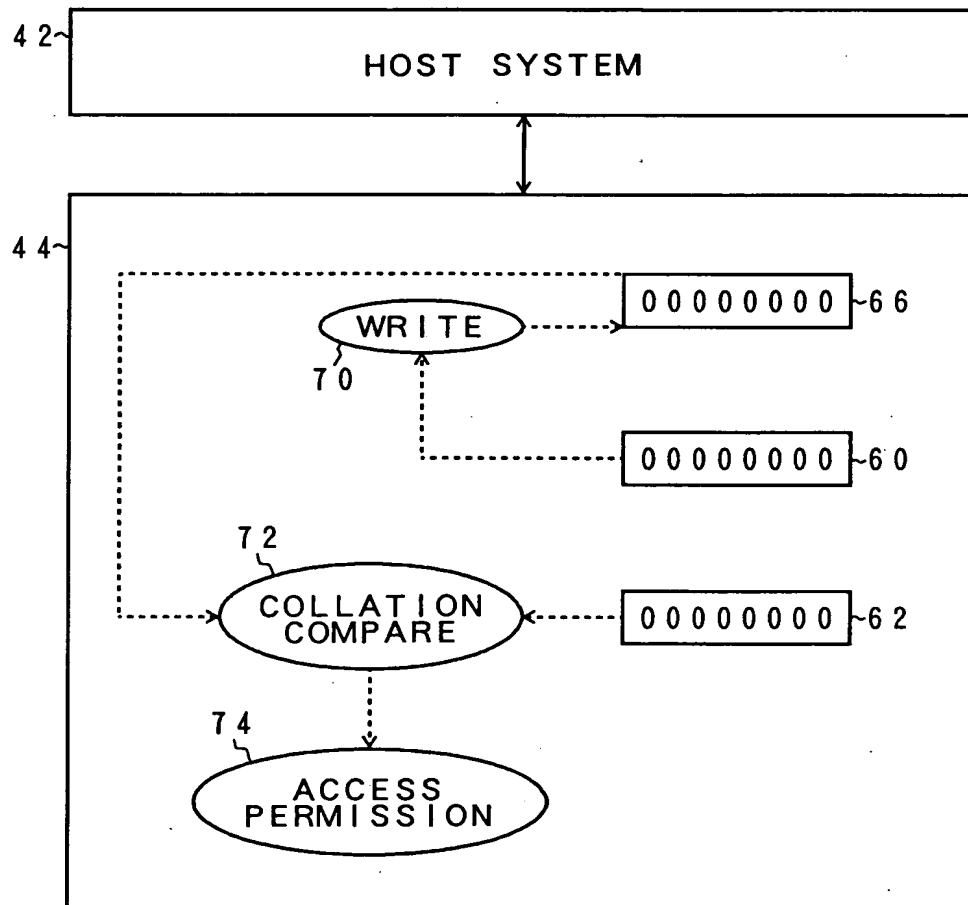 42
HOST SYSTEM
44
00000000
66
WRITE
70
00000000
60
72
COLLATION
COMPARE
00000000
62
74
ACCESS
PERMISSION